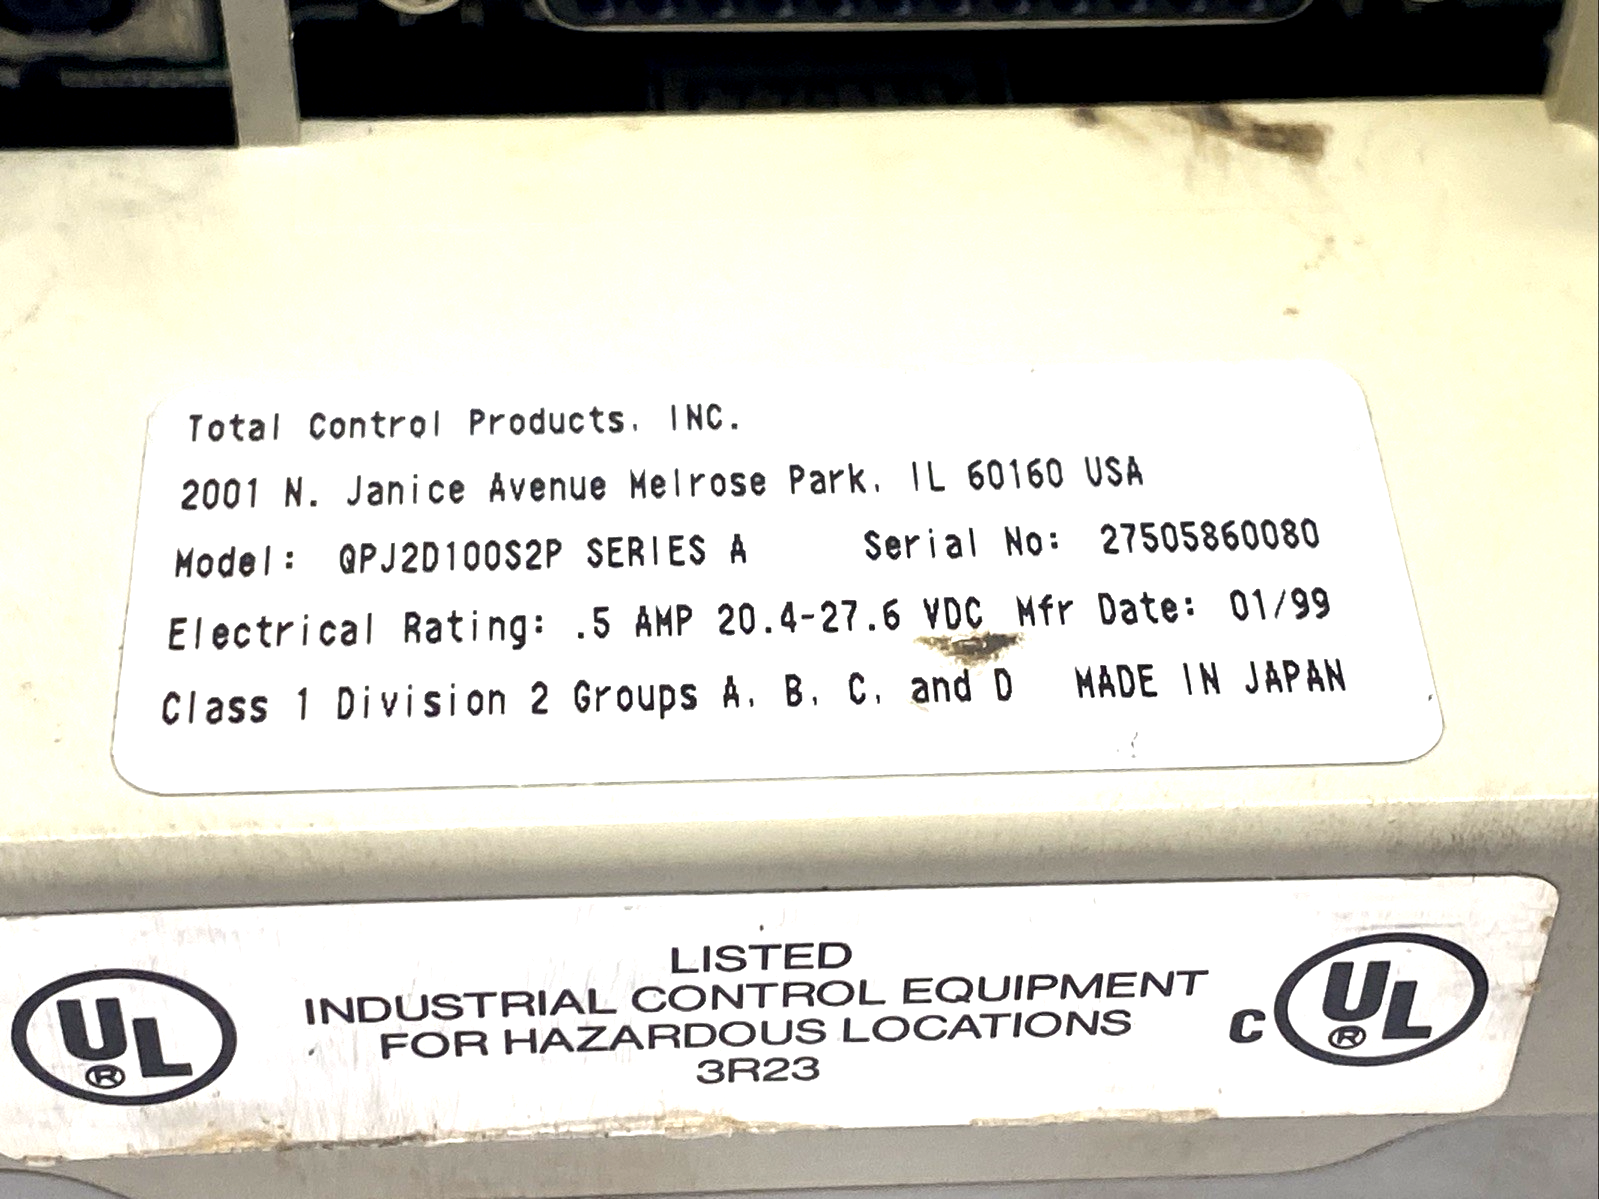 Total Control Products, INC.
2001 N. Janice Avenue Melrose Park, IL 60160 USA
Model: QPJ2D100S2P SERIES A Serial No: 27505860080
Electrical Rating: .5 AMP 20.4-27.6 VDC Mfr Date: 01/99
Class 1 Division 2 Groups A, B, C, and D MADE IN JAPAN
LISTED
INDUSTRIAL CONTROL EQUIPMENT
FOR HAZARDOUS LOCATIONS
3R23
UL ®
C UL ®